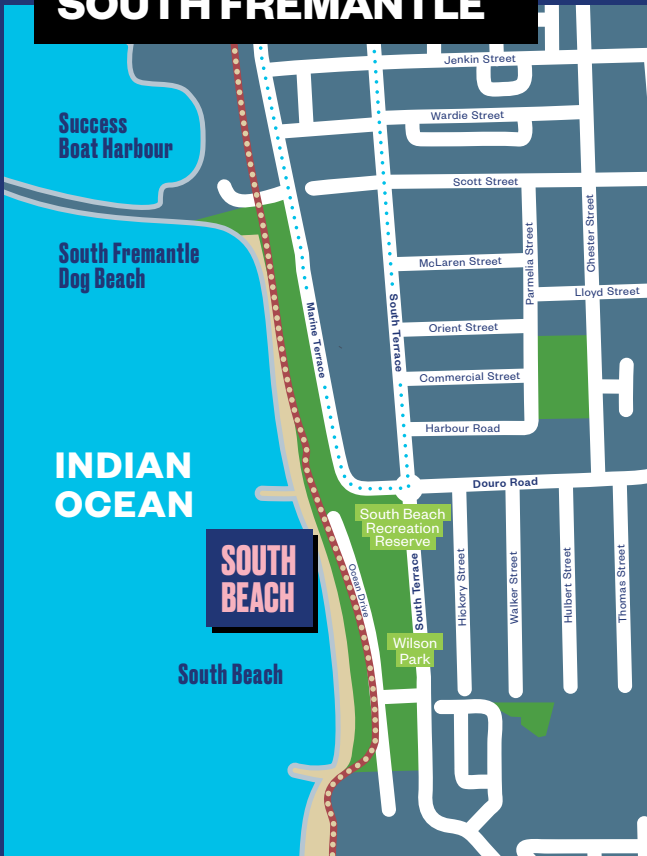 SOUTH FREMANTLE
Jenkin Street
Success
Boat Harbour
Wardie Street
Scott Street
South Fremantle
Dog Beach
McLaren Street
Parmelia Street
Chester Street
Lloyd Street
Marine Terrace
South Terrace
Orient Street
Commercial Street
Harbour Road
INDIAN
OCEAN
Douro Road
South Beach
Recreation
Reserve
SOUTH
BEACH
Ocean Drive
South Terrace
Hickory Street
Walker Street
Hulbert Street
Thomas Street
Wilson
Park
South Beach